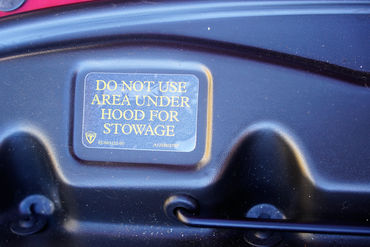 DO NOT USE
AREA UNDER
HOOD FOR
STOWAGE